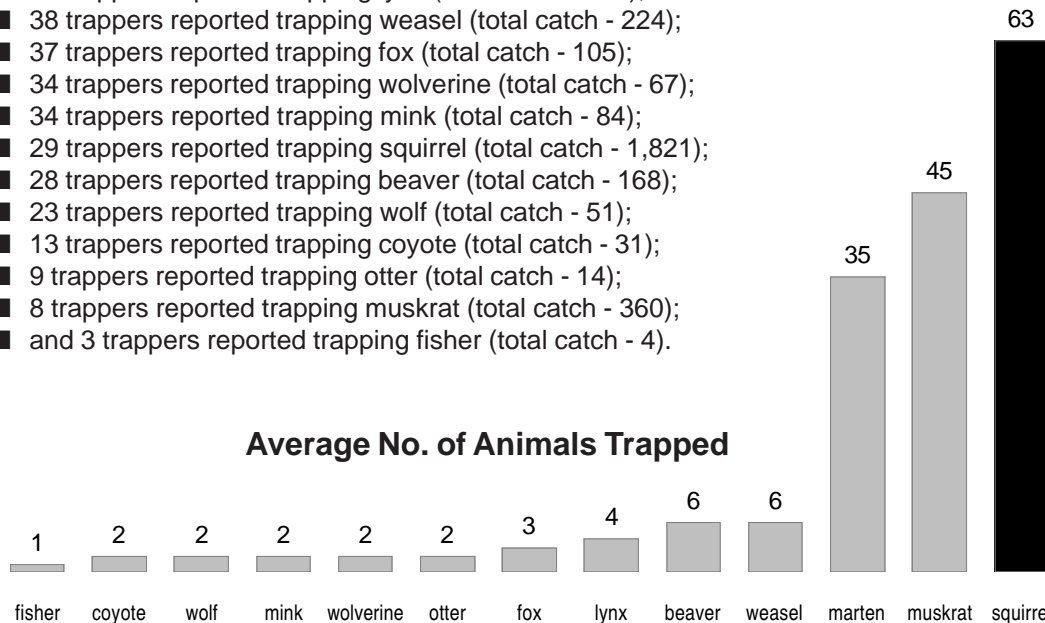 ■ 38 trappers reported trapping weasel (total catch - 224);
■ 37 trappers reported trapping fox (total catch - 105);
■ 34 trappers reported trapping wolverine (total catch - 67);
■ 34 trappers reported trapping mink (total catch - 84);
■ 29 trappers reported trapping squirrel (total catch - 1,821);
■ 28 trappers reported trapping beaver (total catch - 168);
■ 23 trappers reported trapping wolf (total catch - 51);
■ 13 trappers reported trapping coyote (total catch - 31);
■ 9 trappers reported trapping otter (total catch - 14);
■ 8 trappers reported trapping muskrat (total catch - 360);
■ and 3 trappers reported trapping fisher (total catch - 4).
Average No. of Animals Trapped
1 2 2 2 2 2 3 4 6 6 35 45 63
fisher coyote wolf mink wolverine otter fox lynx beaver weasel marten muskrat squirre